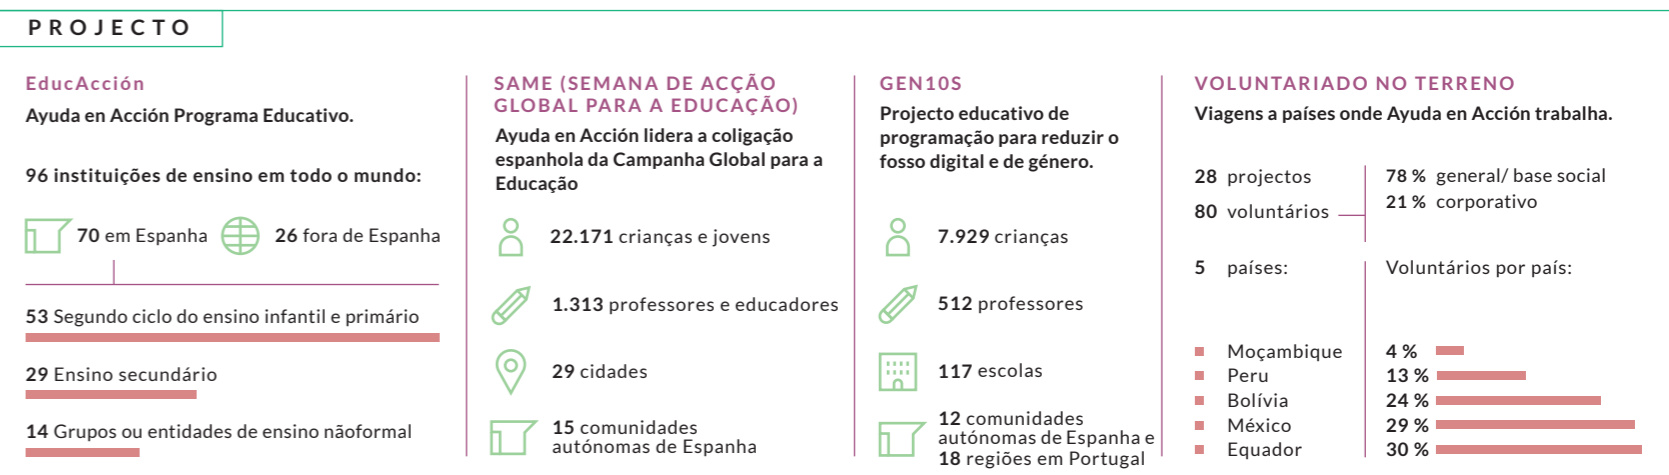 PROJECTO
EducAcción
Ayuda en Acción Programa Educativo.
96 instituições de ensino em todo o mundo:
70 em Espanha
26 fora de Espanha
53 Segundo ciclo do ensino infantil e primário
29 Ensino secundário
14 Grupos ou entidades de ensino nãoformal
SAME (SEMANA DE ACÇÃO
GLOBAL PARA A EDUCAÇÃO)
Ayuda en Acción lidera a coligação
espanhola da Campanha Global para a
Educação
22.171 crianças e jovens
1.313 professores e educadores
29 cidades
15 comunidades
autónomas de Espanha
GEN10S
Projecto educativo de
programação para reduzir o
fosso digital e de género.
7.929 crianças
512 professores
117 escolas
12 comunidades
autónomas de Espanha e
18 regiões em Portugal
VOLUNTARIADO NO TERRENO
Viagens a países onde Ayuda en Acción trabalha.
28 projectos
80 voluntários
78 % general/ base social
21 % corporativo
5 países:
Voluntários por país:
Moçambique 4 %
Peru 13 %
Bolívia 24 %
México 29 %
Equador 30 %